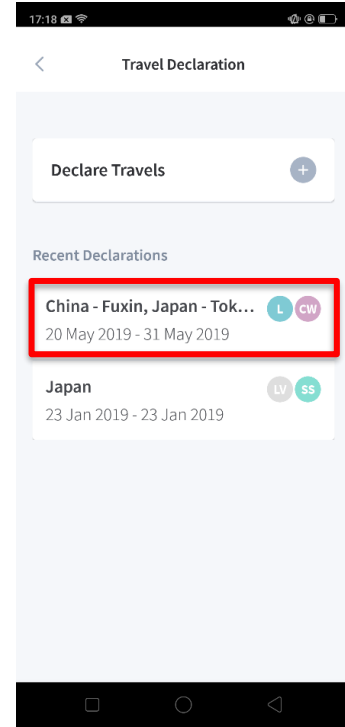 17:18
Travel Declaration
Declare Travels
Recent Declarations
China - Fuxin, Japan - Tok... L CW
20 May 2019 - 31 May 2019
Japan LV SS
23 Jan 2019 - 23 Jan 2019